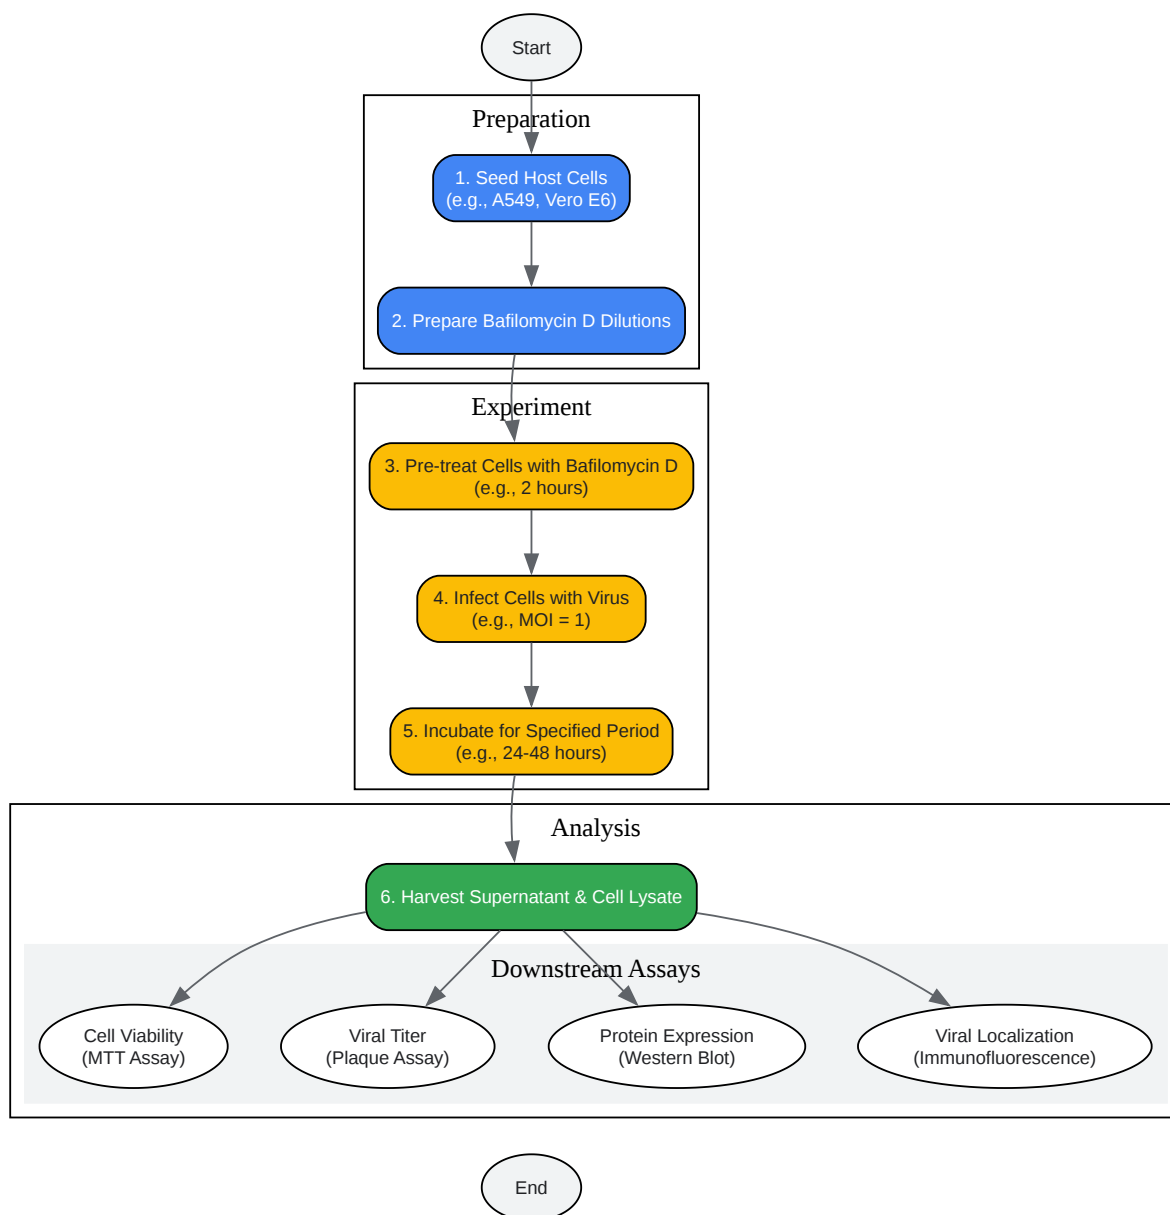 Start
Preparation
1. Seed Host Cells
(e.g., A549, Vero E6)
2. Prepare Bafilomycin D Dilutions
Experiment
3. Pre-treat Cells with Bafilomycin D
(e.g., 2 hours)
4. Infect Cells with Virus
(e.g., MOI = 1)
5. Incubate for Specified Period
(e.g., 24-48 hours)
Analysis
6. Harvest Supernatant & Cell Lysate
Downstream Assays
Cell Viability
(MTT Assay)
Viral Titer
(Plaque Assay)
Protein Expression
(Western Blot)
Viral Localization
(Immunofluorescence)
End